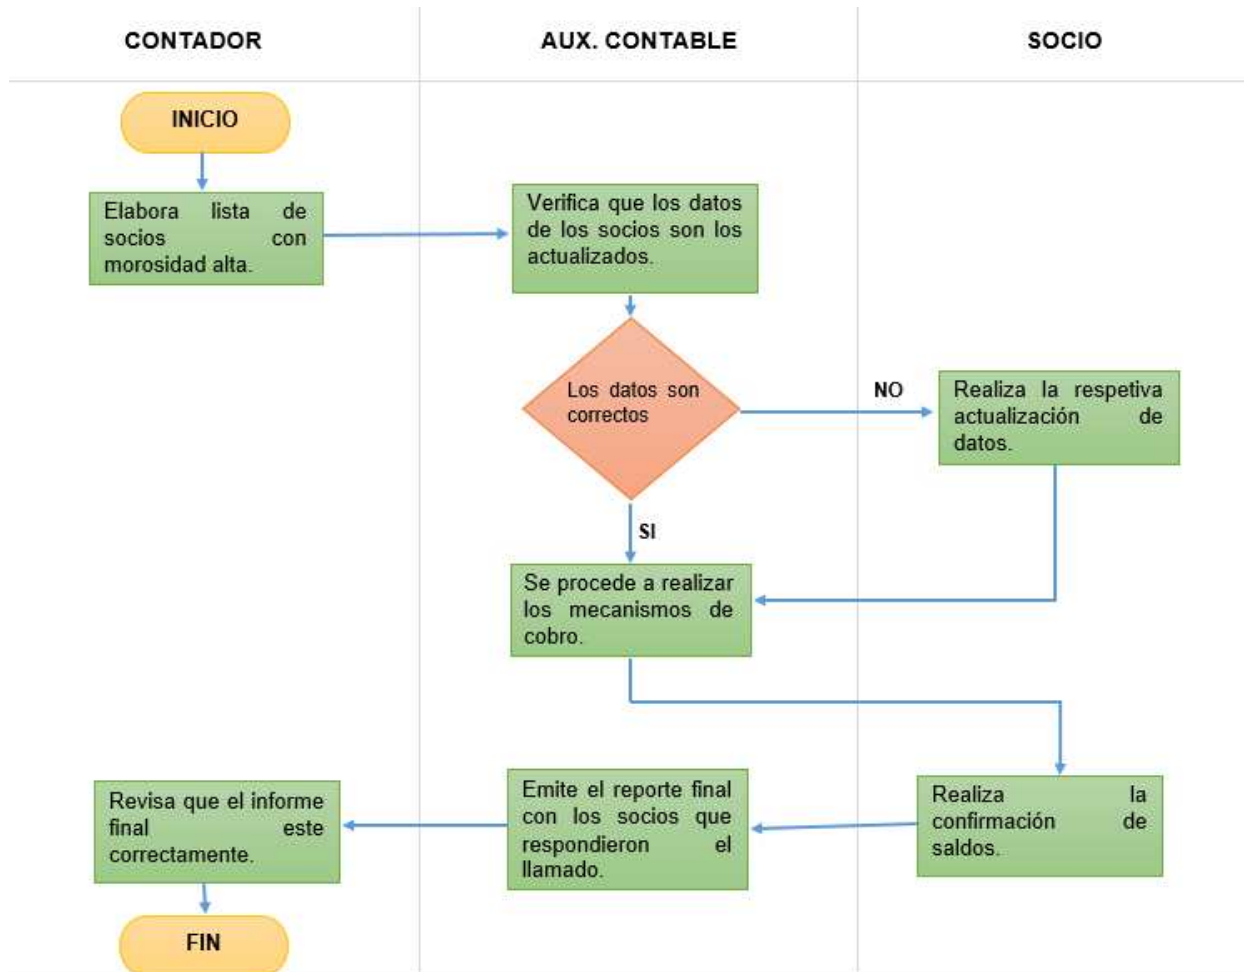 CONTADOR
AUX. CONTABLE
SOCIO
INICIO
Elabora lista de
socios con
morosidad alta.
Verifica que los datos
de los socios son los
actualizados.
Los datos son
correctos
NO
Realiza la respetiva
actualización de
datos.
SI
Se procede a realizar
los mecanismos de
cobro.
Realiza la
confirmación de
saldos.
Emite el reporte final
con los socios que
respondieron el
llamado.
Revisa que el informe
final este
correctamente.
FIN